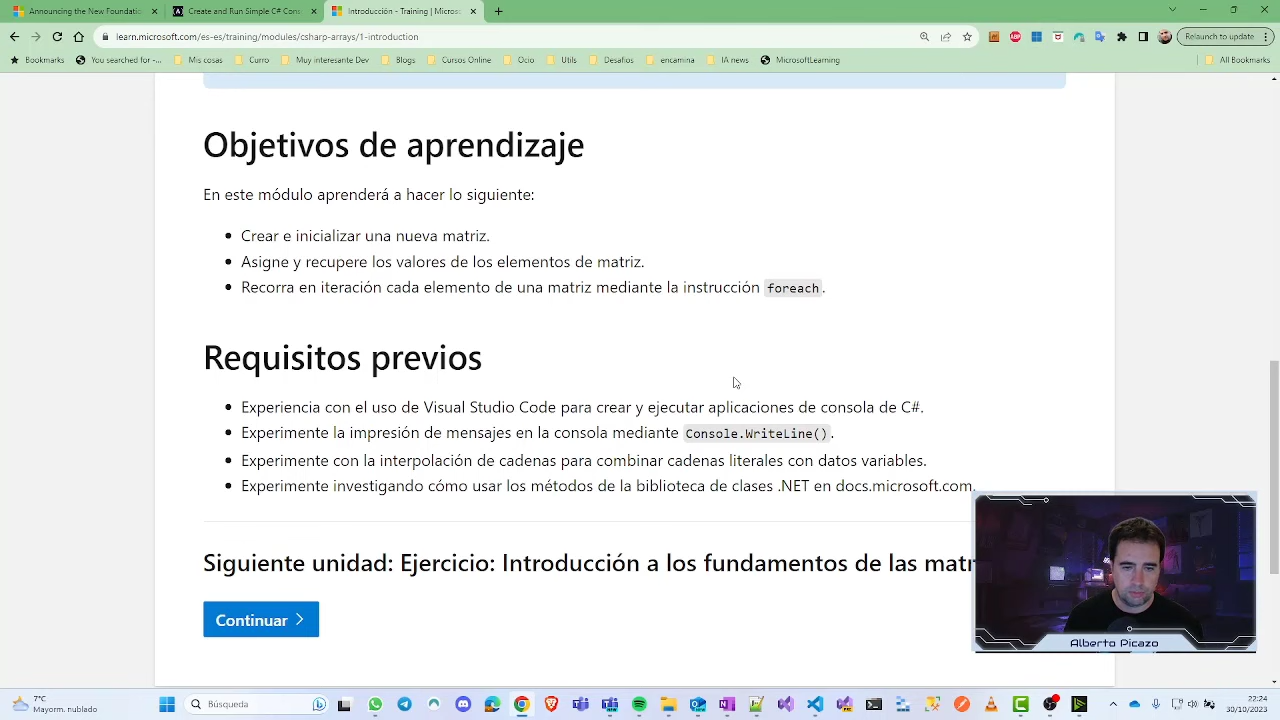 Announcing the New Foundatic
Create and Run Simple C# Cons
Introducción - Training | Microsc
learn.microsoft.com/es-es/training/modules/csharp-arrays/1-introduction
Relaunch to update
Bookmarks
You searched for -...
Mis cosas
Curro
Muy interesante Dev
Blogs
Cursos Online
Ocio
Utils
Desafios
encamina
IA news
MicrosoftLearning
All Bookmarks
Objetivos de aprendizaje
En este módulo aprenderá a hacer lo siguiente:
Crear e inicializar una nueva matriz.
Asigne y recupere los valores de los elementos de matriz.
Recorra en iteración cada elemento de una matriz mediante la instrucción foreach.
Requisitos previos
Experiencia con el uso de Visual Studio Code para crear y ejecutar aplicaciones de consola de C#.
Experimente la impresión de mensajes en la consola mediante Console.WriteLine().
Experimente con la interpolación de cadenas para combinar cadenas literales con datos variables.
Experimente investigando cómo usar los métodos de la biblioteca de clases .NET en docs.microsoft.com.
Siguiente unidad: Ejercicio: Introducción a los fundamentos de las matr
Continuar
Alberto Picazo
7°C
Mayorm. nublado
Búsqueda
22:24
30/10/2023